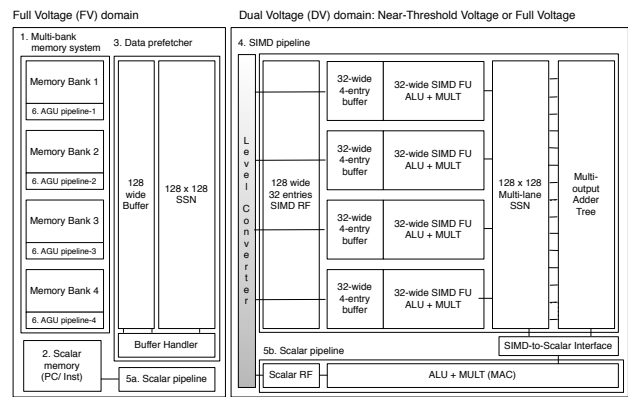 Full Voltage (FV) domain
Dual Voltage (DV) domain: Near-Threshold Voltage or Full Voltage
1. Multi-bank
memory system
3. Data prefetcher
Memory Bank 1
6. AGU pipeline-1
Memory Bank 2
6. AGU pipeline-2
Memory Bank 3
6. AGU pipeline-3
Memory Bank 4
6. AGU pipeline-4
128
wide
Buffer
128 x 128
SSN
Buffer Handler
2. Scalar
memory
(PC/ Inst)
5a. Scalar pipeline
4. SIMD pipeline
Level Converter
128 wide
32 entries
SIMD RF
32-wide
4-entry
buffer
32-wide SIMD FU
ALU + MULT
32-wide
4-entry
buffer
32-wide SIMD FU
ALU + MULT
32-wide
4-entry
buffer
32-wide SIMD FU
ALU + MULT
32-wide
4-entry
buffer
32-wide SIMD FU
ALU + MULT
128 x 128
Multi-lane
SSN
Multi-
output
Adder
Tree
SIMD-to-Scalar Interface
5b. Scalar pipeline
Scalar RF
ALU + MULT (MAC)